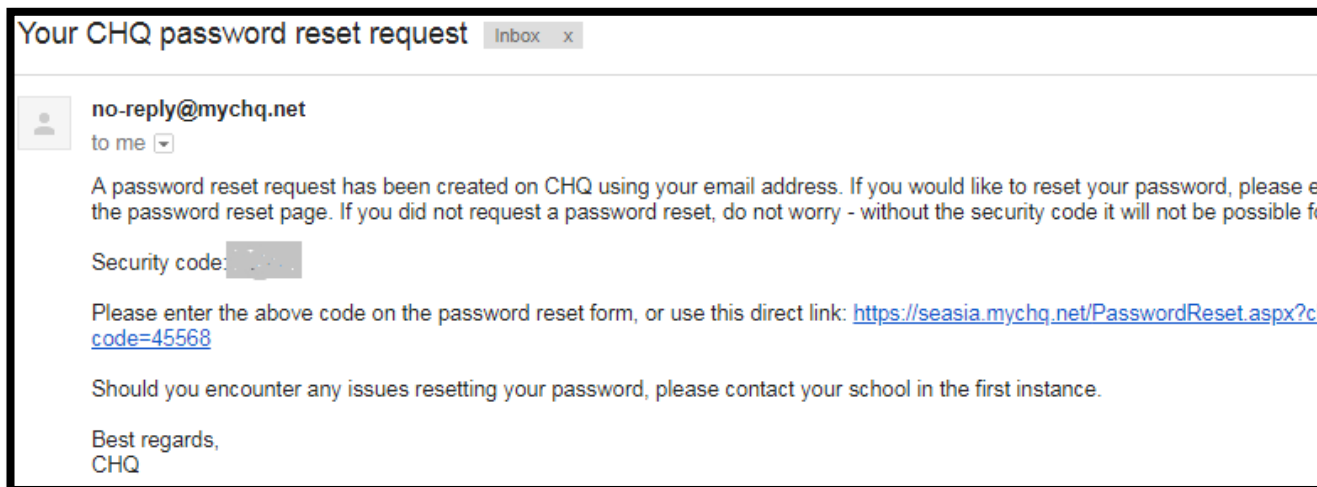 Your CHQ password reset request Inbox x
no-reply@mychq.net
to me
A password reset request has been created on CHQ using your email address. If you would like to reset your password, please
the password reset page. If you did not request a password reset, do not worry - without the security code it will not be possible
Security code:
Please enter the above code on the password reset form, or use this direct link: https://seasia.mychq.net/PasswordReset.aspx?c
code=45568
Should you encounter any issues resetting your password, please contact your school in the first instance.
Best regards,
CHQ